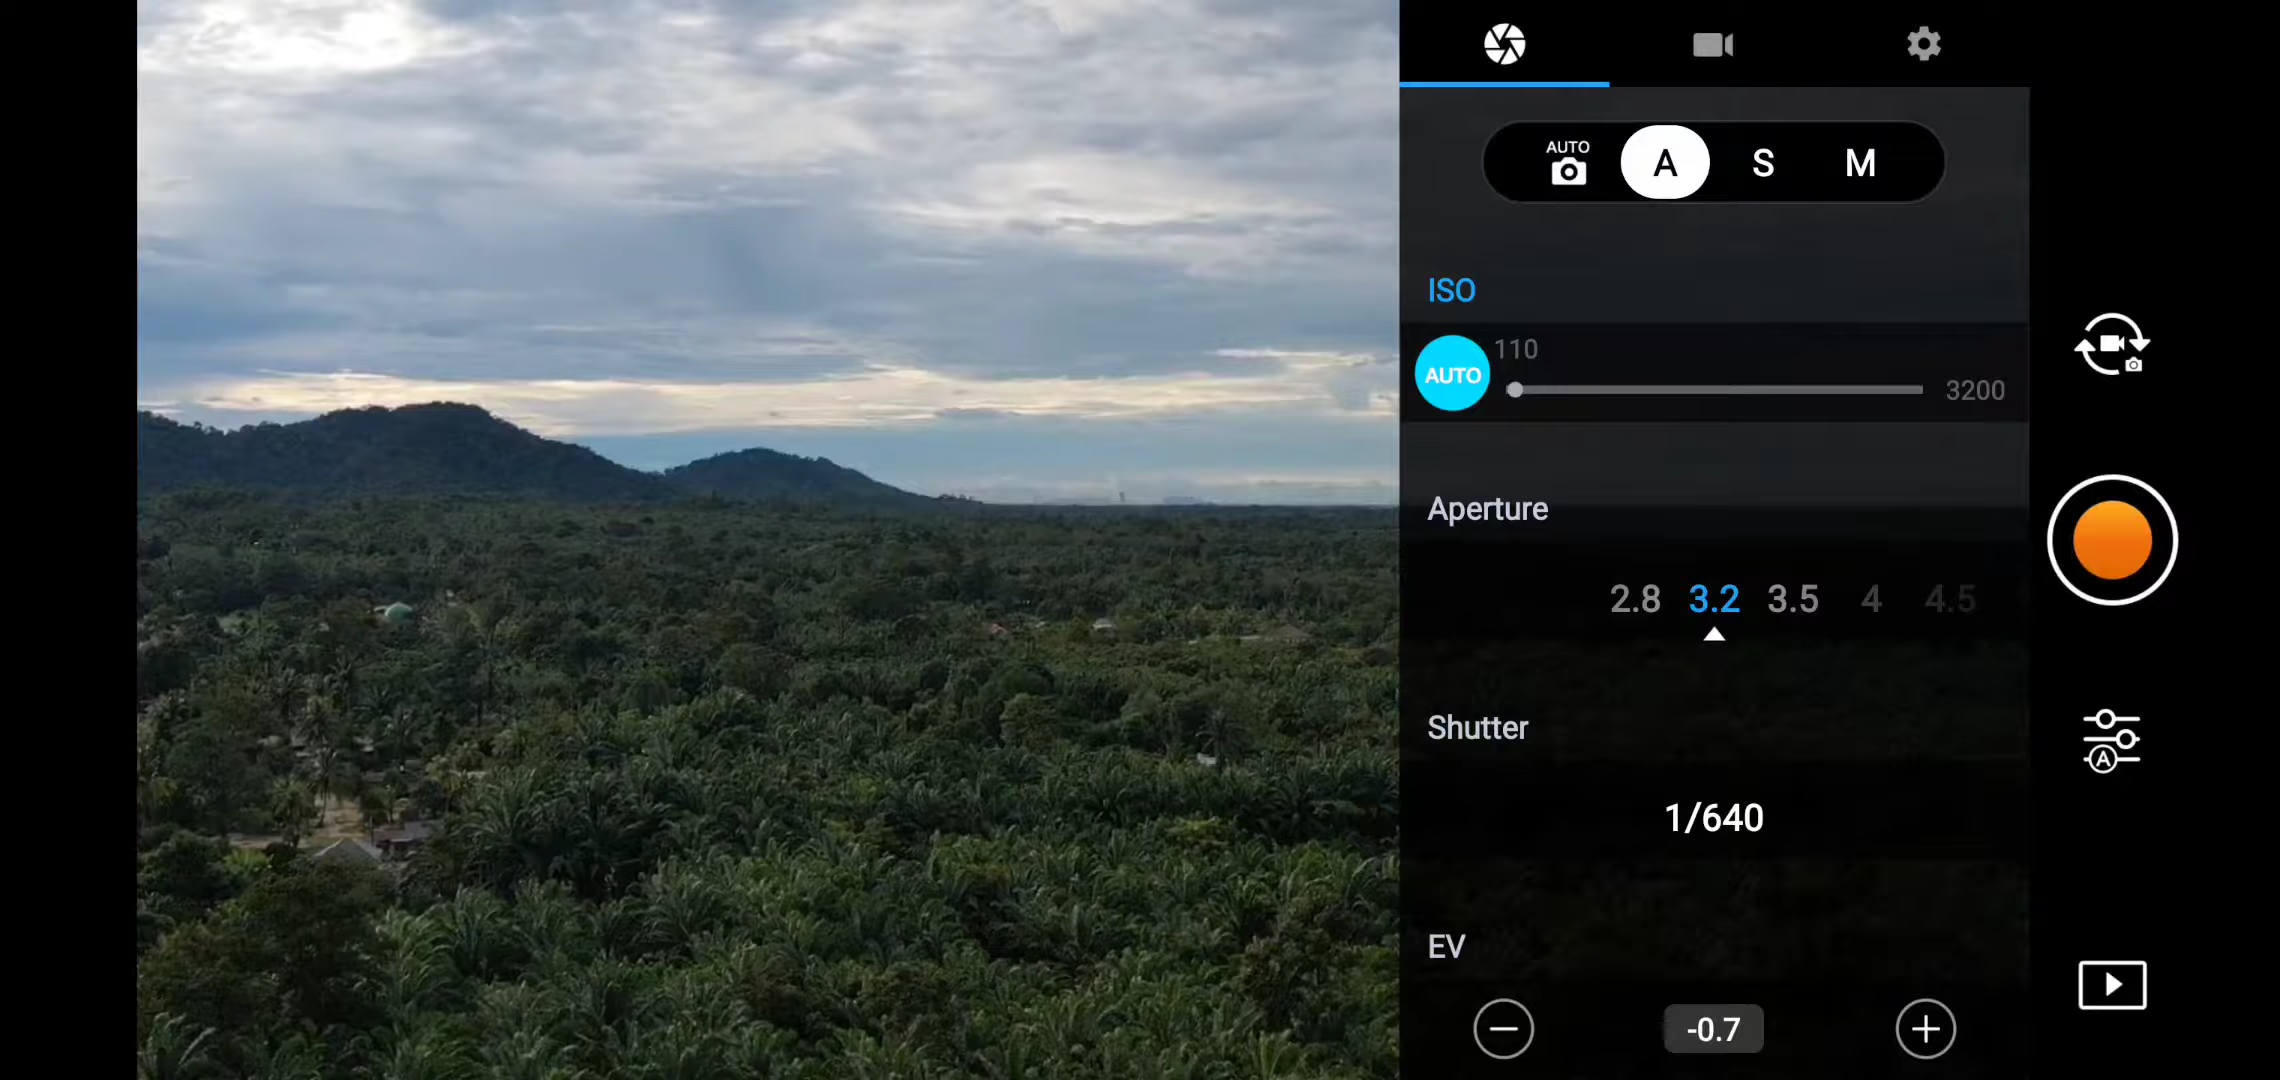 AUTO
A S M
ISO
AUTO
110
3200
Aperture
2.8 3.2 3.5 4 4.5
Shutter
1/640
EV
-0.7
A